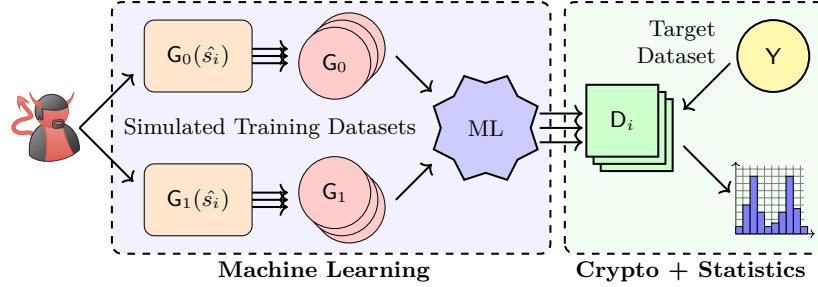 G₀(ŝᵢ)
G₀
Target
Dataset
Y
Simulated Training Datasets
ML
Dᵢ
G₁(ŝᵢ)
G₁
Machine Learning
Crypto + Statistics